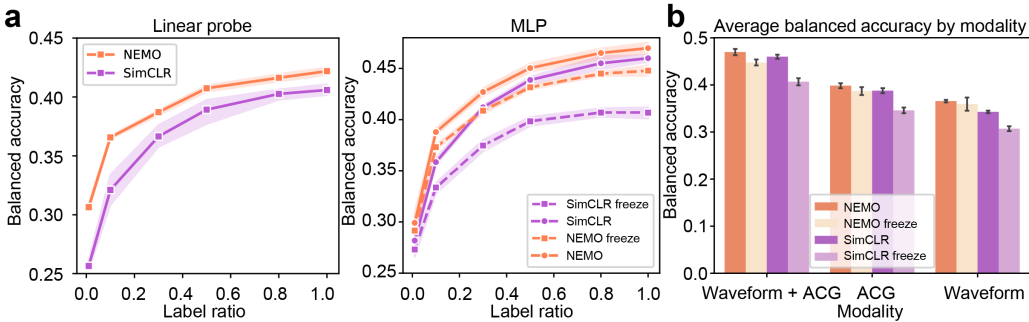 a
Linear probe
Balanced accuracy
0.45
0.40
0.35
0.30
0.25
NEMO
SimCLR
0.0 0.2 0.4 0.6 0.8 1.0
Label ratio
MLP
Balanced accuracy
0.45
0.40
0.35
0.30
0.25
SimCLR freeze
SimCLR
NEMO freeze
NEMO
0.0 0.2 0.4 0.6 0.8 1.0
Label ratio
b
Average balanced accuracy by modality
Balanced accuracy
0.5
0.4
0.3
0.2
0.1
0.0
NEMO
NEMO freeze
SimCLR
SimCLR freeze
Waveform + ACG ACG Waveform
Modality